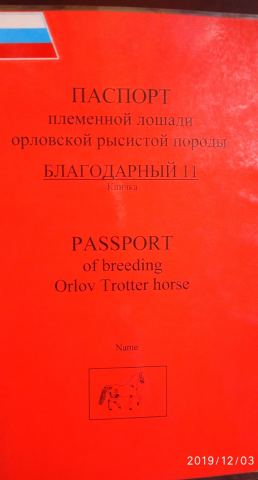 ПАСПОРТ
племенной лошади
орловской рысистой породы
БЛАГОДАРНЫЙ 11
Кличка
PASSPORT
of breeding
Orlov Trotter horse
Name
2019/12/03